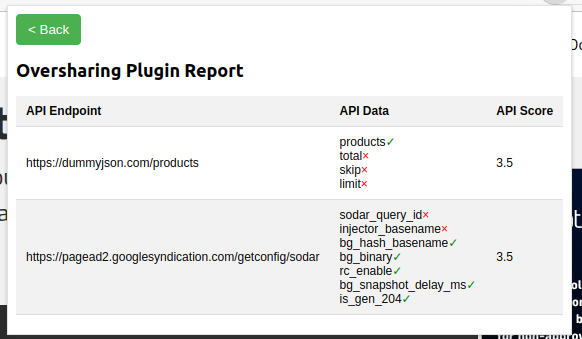 < Back
Oversharing Plugin Report
API Endpoint API Data API Score
https://dummyjson.com/products
products✓
total×
skip×
limit×
3.5
https://pagead2.googlesyndication.com/getconfig/sodar
sodar_query_id×
injector_basename×
bg_hash_basename✓
bg_binary✓
rc_enable✓
bg_snapshot_delay_ms✓
is_gen_204✓
3.5